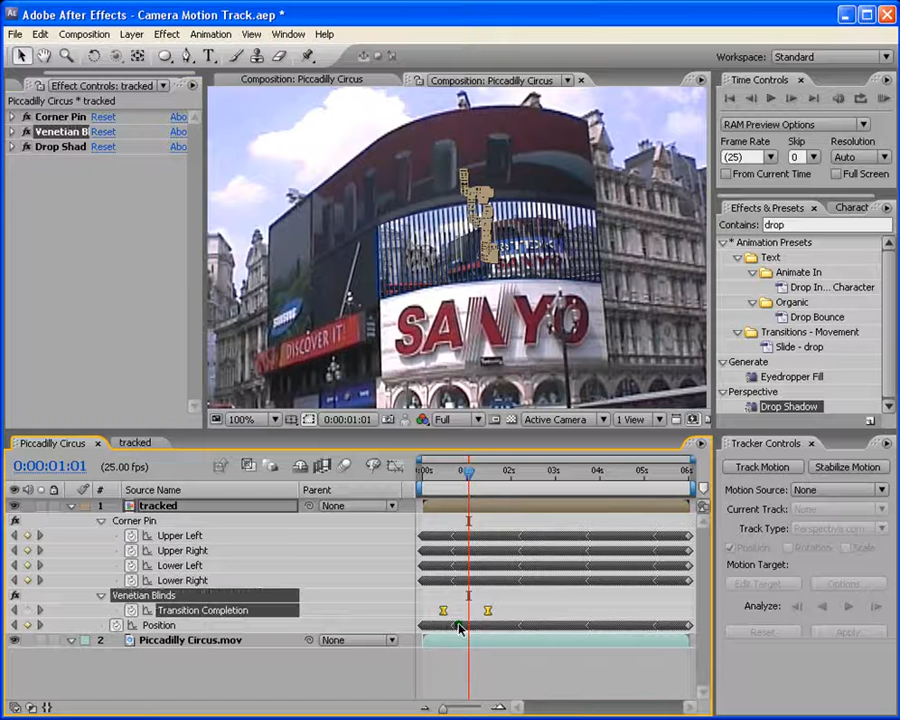 Adobe After Effects - Camera Motion Track.aep *
File Edit Composition Layer Effect Animation View Window Help
Workspace: Standard
Effect Controls: tracked
Piccadilly Circus * tracked
Corner Pin Reset Abo
Venetian B Reset Abo
Drop Shad Reset Abo
Composition: Piccadilly Circus
Composition: Piccadilly Circus
SAMSUNG
DISCOVER IT!
SANYO
SANYO
100% 0:00:01:01 Full Active Camera 1 View
Time Controls
RAM Preview Options
Frame Rate Skip Resolution
(25) 0 Auto
From Current Time Full Screen
Effects & Presets Charact
Contains: drop
* Animation Presets
Text
Animate In
Drop In... Character
Organic
Drop Bounce
Transitions - Movement
Slide - drop
Generate
Eyedropper Fill
Perspective
Drop Shadow
Piccadilly Circus tracked
0:00:01:01 (25.00 fps)
# Source Name Parent
00s 02s 03s 04s 05s 06s
1 tracked None
Corner Pin
Upper Left
Upper Right
Lower Left
Lower Right
Venetian Blinds
Transition Completion
Position
2 Piccadilly Circus.mov None
Tracker Controls
Track Motion Stabilize Motion
Motion Source: None
Current Track: None
Track Type: Perspective corn
Position Rotation Scale
Motion Target:
Edit Target... Options...
Analyze:
Reset Apply